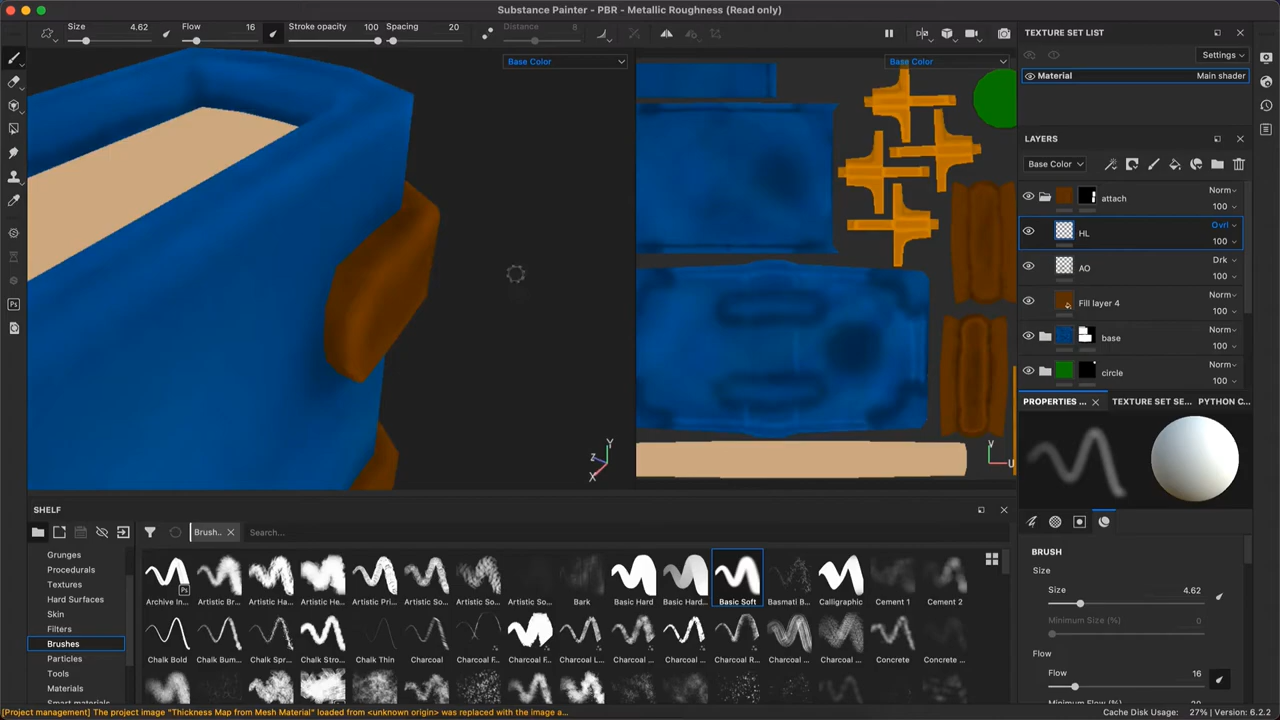 Substance Painter - PBR - Metallic Roughness (Read only)
Size 4.62 Flow 16 Stroke opacity 100 Spacing 20 Distance 8
Base Color
Base Color
Y
Z
X
V
U
TEXTURE SET LIST
Settings
Material Main shader
LAYERS
Base Color
attach Norm 100
HL Ovrl 100
AO Drk 100
Fill layer 4 Norm 100
base Norm 100
circle Norm 100
PROPERTIES ... TEXTURE SET SE... PYTHON C...
BRUSH
Size
Size 4.62
Minimum Size (%) 0
Flow
Flow 16
SHELF
Brush.. Search...
Grunges
Procedurals
Textures
Hard Surfaces
Skin
Filters
Brushes
Particles
Tools
Materials
Smart materials
Ps
Ps
Archive In... Artistic Br... Artistic Ha... Artistic He... Artistic Pri... Artistic So... Artistic So... Artistic So... Bark Basic Hard Basic Hard... Basic Soft Basmati B... Calligraphic Cement 1 Cement 2
Chalk Bold Chalk Bum... Chalk Spr... Chalk Stro... Chalk Thin Charcoal Charcoal F... Charcoal F... Charcoal L... Charcoal ... Charcoal ... Charcoal R... Charcoal ... Charcoal ... Concrete Concrete ...
[Project management] The project image "Thickness Map from Mesh Material" loaded from <unknown origin> was replaced with the image a...
Cache Disk Usage: 27% | Version: 6.2.2